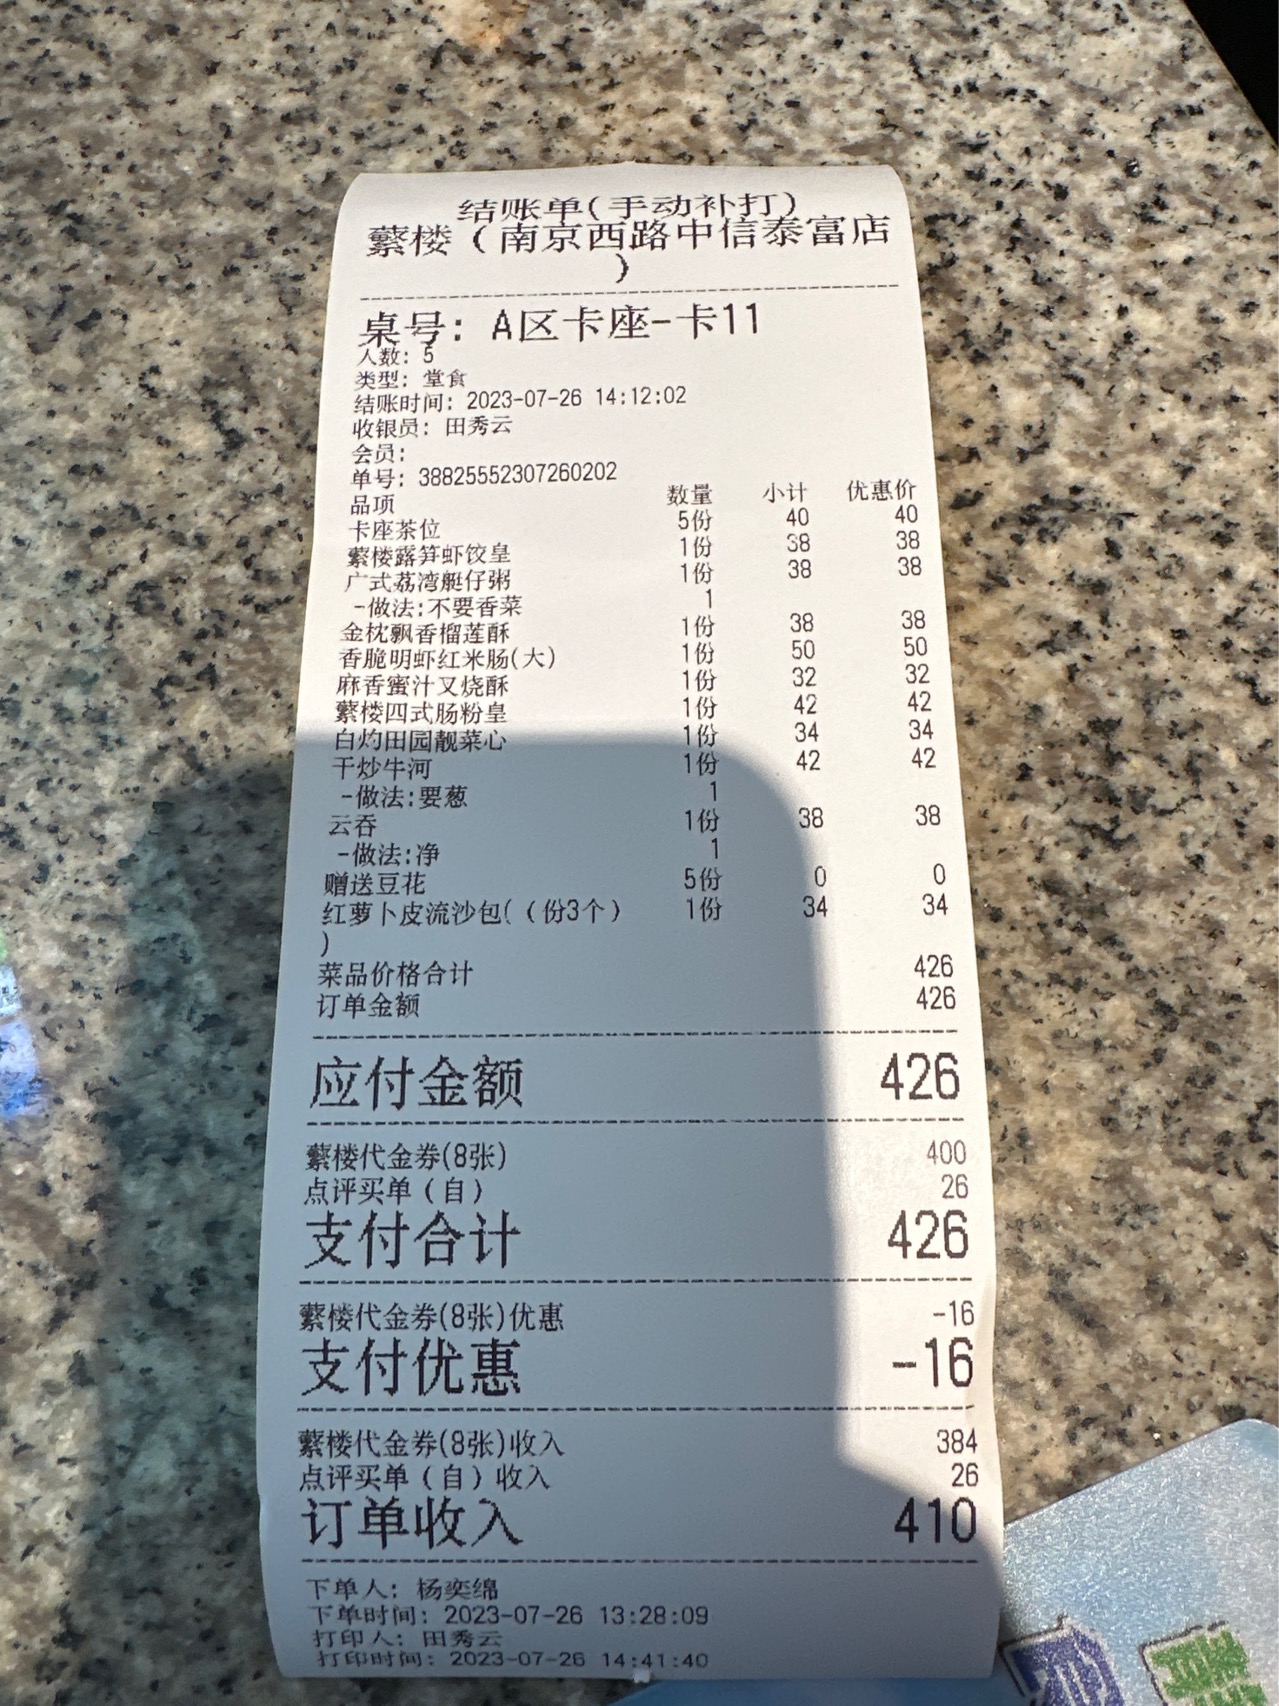 结账单(手动补打)
蘩楼（南京西路中信泰富店
）
桌号: A区卡座-卡11
人数: 5
类型: 堂食
结账时间: 2023-07-26 14:12:02
收银员: 田秀云
会员:
单号: 38825552307260202
品项 数量 小计 优惠价
卡座茶位 5份 40 40
蘩楼露笋虾饺皇 1份 38 38
广式荔湾艇仔粥 1份 38 38
-做法:不要香菜 1
金枕飘香榴莲酥 1份 38 38
香脆明虾红米肠(大) 1份 50 50
麻香蜜汁叉烧酥 1份 32 32
蘩楼四式肠粉皇 1份 42 42
白灼田园靓菜心 1份 34 34
干炒牛河 1份 42 42
-做法:要葱 1
云吞 1份 38 38
-做法:净 1
赠送豆花 5份 0 0
红萝卜皮流沙包(（份3个） 1份 34 34
)
菜品价格合计 426
订单金额 426
应付金额 426
蘩楼代金券(8张) 400
点评买单（自） 26
支付合计 426
蘩楼代金券(8张)优惠 -16
支付优惠 -16
蘩楼代金券(8张)收入 384
点评买单（自）收入 26
订单收入 410
下单人: 杨奕绵
下单时间: 2023-07-26 13:28:09
打印人: 田秀云
打印时间: 2023-07-26 14:41:40